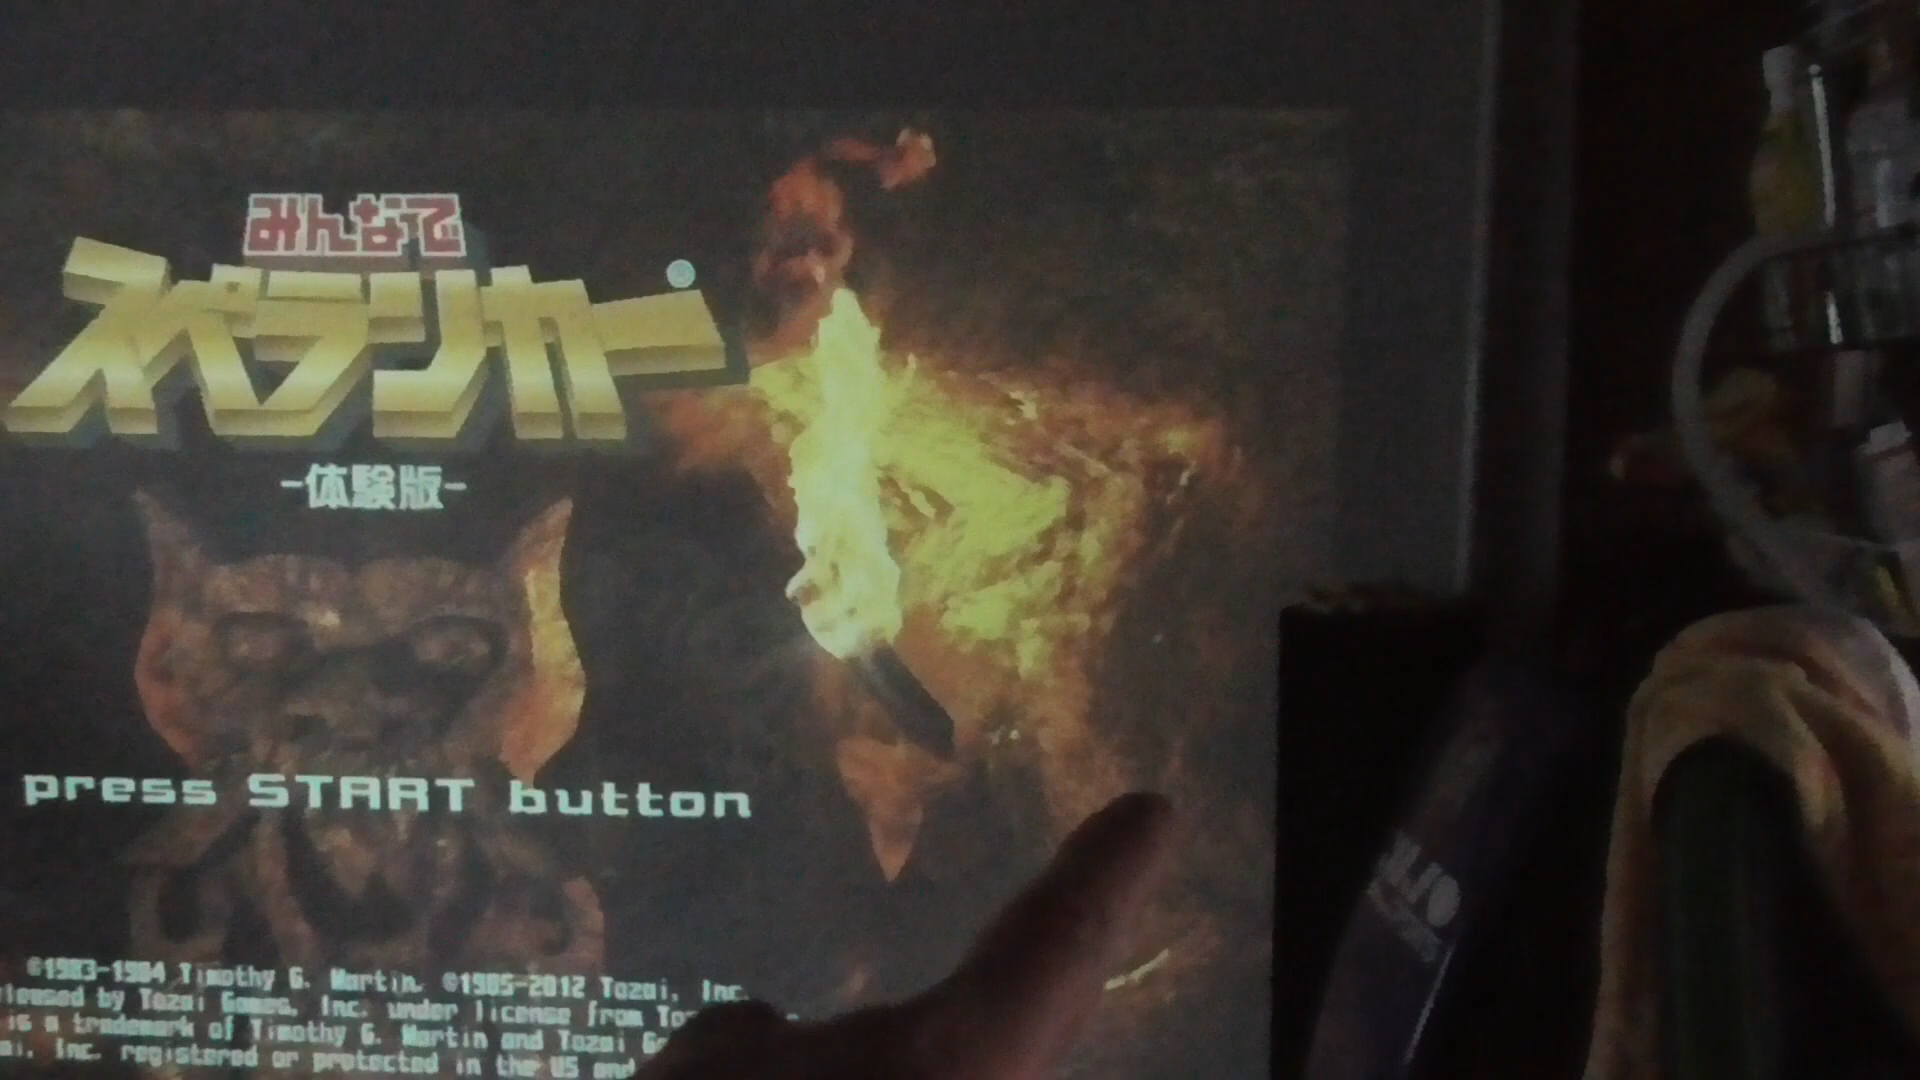 みんなで
スペランカー
-体験版-
press START button
©1983-1984 Timothy G. Martin. ©1985-2012 Tozai, Inc.
by Tozai Games, Inc. under license from
is a trademark of Timothy G. Martin and Tozai
Inc. registered or protected in the US and